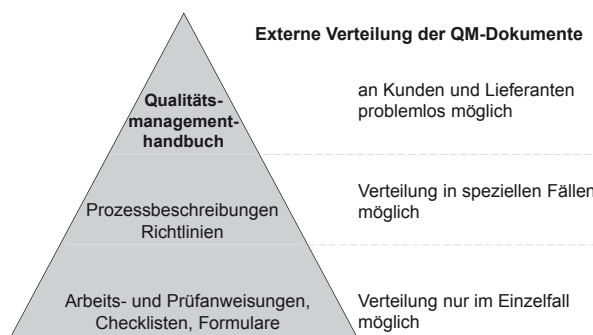 Externe Verteilung der QM-Dokumente
Qualitäts-
management-
handbuch
an Kunden und Lieferanten
problemlos möglich
Prozessbeschreibungen
Richtlinien
Verteilung in speziellen Fällen
möglich
Arbeits- und Prüfanweisungen,
Checklisten, Formulare
Verteilung nur im Einzelfall
möglich